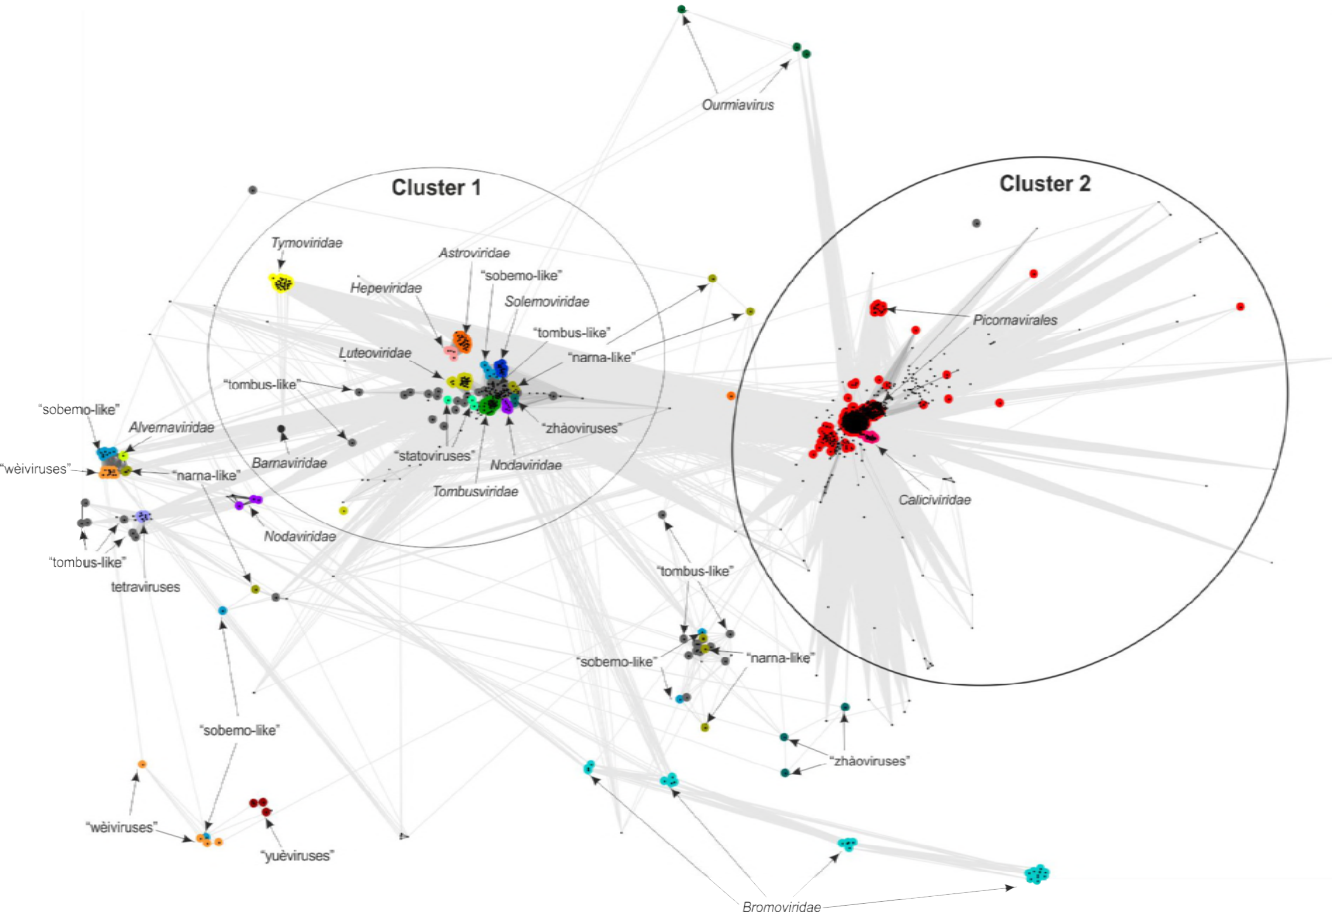 Ourmiavirus
Cluster 1
Cluster 2
Tymoviridae
Astroviridae
"sobemo-like"
Hepeviridae
Solemoviridae
Picornavirales
"tombus-like"
Luteoviridae
"narna-like"
"tombus-like"
"sobemo-like"
Alvernaviridae
"zhàoviruses"
"statoviruses"
Barnaviridae
Nodaviridae
"wèiviruses"
"narna-like"
Tombusviridae
Caliciviridae
Nodaviridae
"tombus-like"
tetraviruses
"tombus-like"
"sobemo-like"
"narna-like"
"sobemo-like"
"zhàoviruses"
"wèiviruses"
"yuèviruses"
Bromoviridae